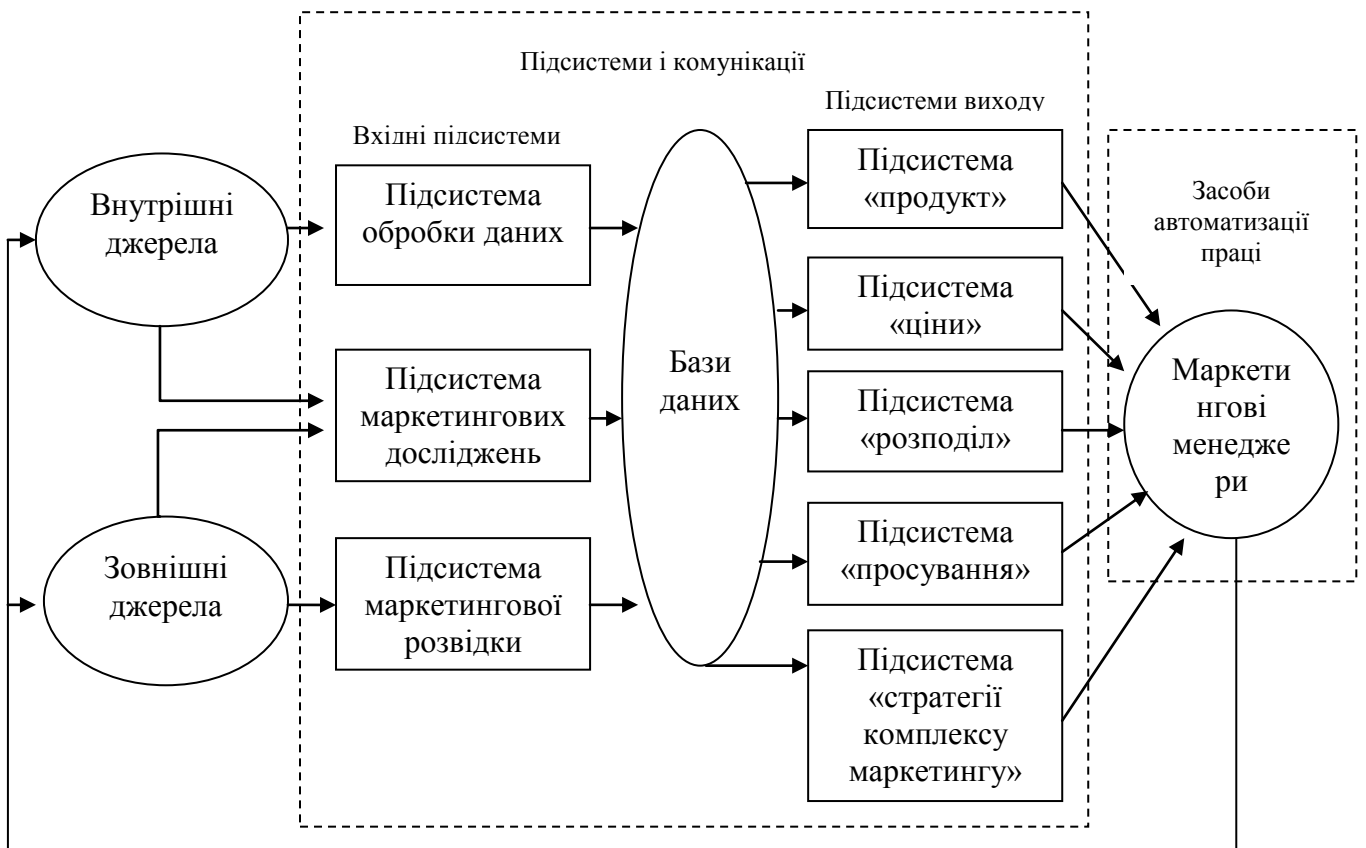 Підсистеми і комунікації
Підсистеми виходу
Вхідні підсистеми
Внутрішні
джерела
Зовнішні
джерела
Підсистема
обробки даних
Підсистема
маркетингових
досліджень
Підсистема
маркетингової
розвідки
Бази
даних
Підсистема
«продукт»
Підсистема
«ціни»
Підсистема
«розподіл»
Підсистема
«просування»
Підсистема
«стратегії
комплексу
маркетингу»
Засоби
автоматизації
праці
Маркети
нгові
менедже
ри